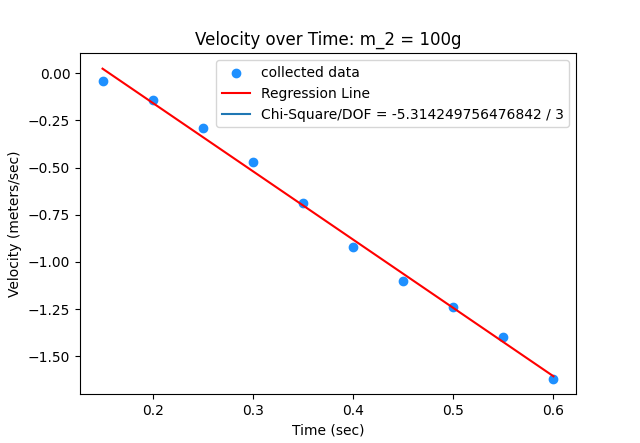 Velocity over Time: m_2 = 100g
collected data
Regression Line
Chi-Square/DOF = -5.314249756476842 / 3
0.00
−0.25
−0.50
−0.75
−1.00
−1.25
−1.50
Velocity (meters/sec)
0.2 0.3 0.4 0.5 0.6
Time (sec)